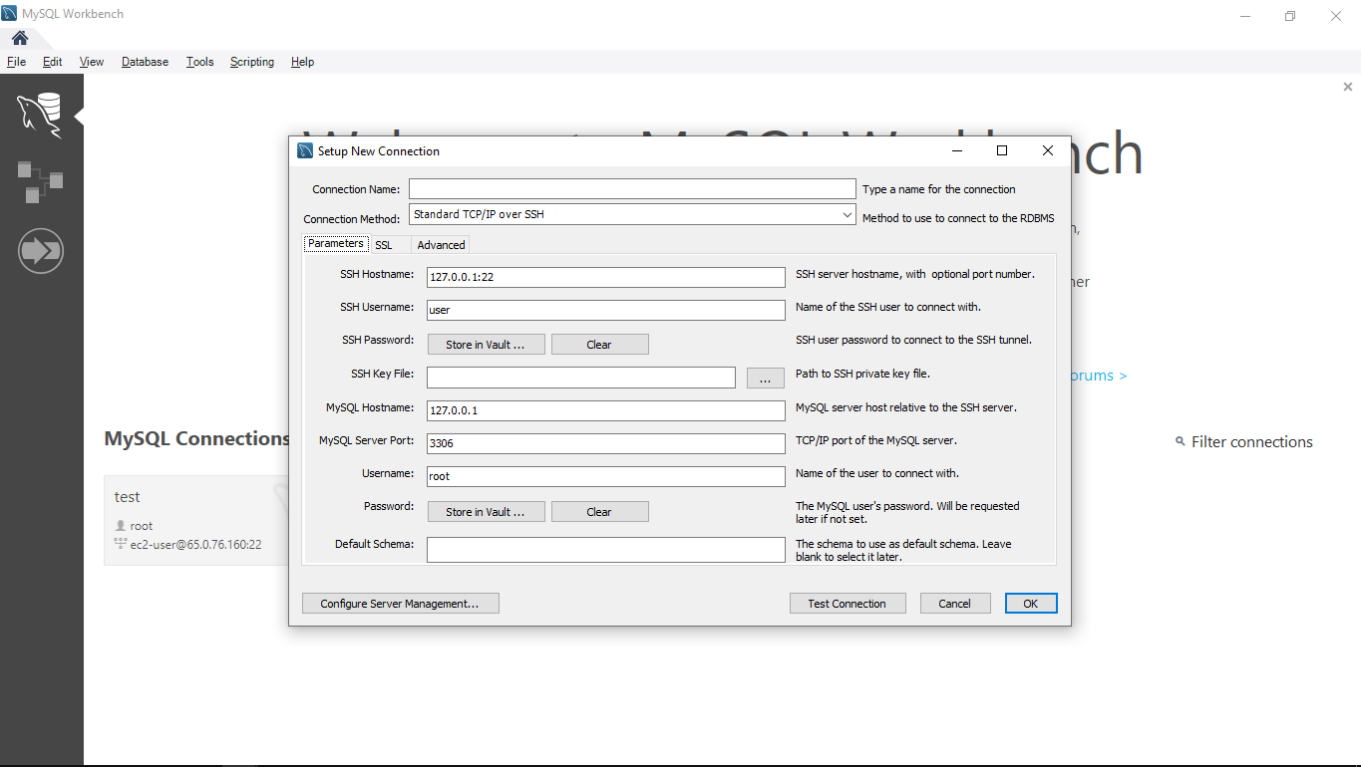 MySQL Workbench
File Edit View Database Tools Scripting Help
Setup New Connection
Connection Name: Type a name for the connection
Connection Method: Standard TCP/IP over SSH Method to use to connect to the RDBMS
Parameters SSL Advanced
SSH Hostname: 127.0.0.1:22 SSH server hostname, with optional port number.
SSH Username: user Name of the SSH user to connect with.
SSH Password: Store in Vault ... Clear SSH user password to connect to the SSH tunnel.
SSH Key File: ... Path to SSH private key file.
MySQL Hostname: 127.0.0.1 MySQL server host relative to the SSH server.
MySQL Server Port: 3306 TCP/IP port of the MySQL server.
Username: root Name of the user to connect with.
Password: Store in Vault ... Clear The MySQL user's password. Will be requested
later if not set.
Default Schema: The schema to use as default schema. Leave
blank to select it later.
Configure Server Management... Test Connection Cancel OK
MySQL Connections
Filter connections
test
root
ec2-user@65.0.76.160:22